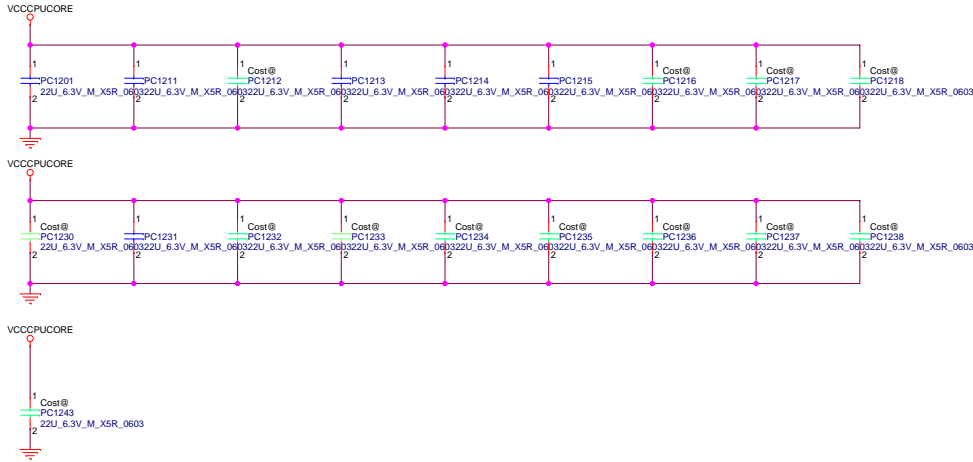 VCCCPUCORE
1 1 1 1 1 1 1 1 1
Cost@ Cost@ Cost@ Cost@
PC1201 PC1211 PC1212 PC1213 PC1214 PC1215 PC1216 PC1217 PC1218
22U_6.3V_M_X5R_0603 22U_6.3V_M_X5R_0603 22U_6.3V_M_X5R_0603 22U_6.3V_M_X5R_0603 22U_6.3V_M_X5R_0603 22U_6.3V_M_X5R_0603 22U_6.3V_M_X5R_0603 22U_6.3V_M_X5R_0603 22U_6.3V_M_X5R_0603
2 2 2 2 2 2 2 2 2
VCCCPUCORE
1 1 1 1 1 1 1 1 1
Cost@ Cost@ Cost@ Cost@ Cost@ Cost@ Cost@ Cost@
PC1230 PC1231 PC1232 PC1233 PC1234 PC1235 PC1236 PC1237 PC1238
22U_6.3V_M_X5R_0603 22U_6.3V_M_X5R_0603 22U_6.3V_M_X5R_0603 22U_6.3V_M_X5R_0603 22U_6.3V_M_X5R_0603 22U_6.3V_M_X5R_0603 22U_6.3V_M_X5R_0603 22U_6.3V_M_X5R_0603 22U_6.3V_M_X5R_0603
2 2 2 2 2 2 2 2 2
VCCCPUCORE
1
Cost@
PC1243
22U_6.3V_M_X5R_0603
2